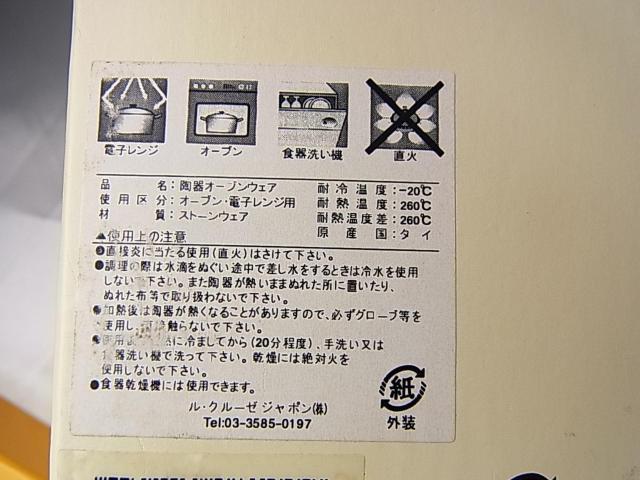 電子レンジ オーブン 食器洗い機 直火
品名：陶器オーブンウェア 耐冷温度：－20℃
使用区分：オーブン・電子レンジ用 耐熱温度：260℃
材質：ストーンウェア 耐熱温度差：260℃
原産国：タイ
▲使用上の注意
●直接炎に当たる使用(直火)はさけて下さい。
●調理の際は水滴をぬぐい途中で差し水をするときは冷水を使用
しないで下さい。また陶器が熱いままぬれた所に置いたり、
ぬれた布等で取り扱わないで下さい。
●加熱後は陶器が熱くなることがありますので、必ずグローブ等を
使用し、触らないで下さい。
に冷ましてから(20分程度)、手洗い又は
食器洗い機で洗って下さい。乾燥には絶対火を
使用しないで下さい。
●食器乾燥機には使用できます。
ル・クルーゼ ジャポン(株)
Tel:03-3585-0197
紙
外装